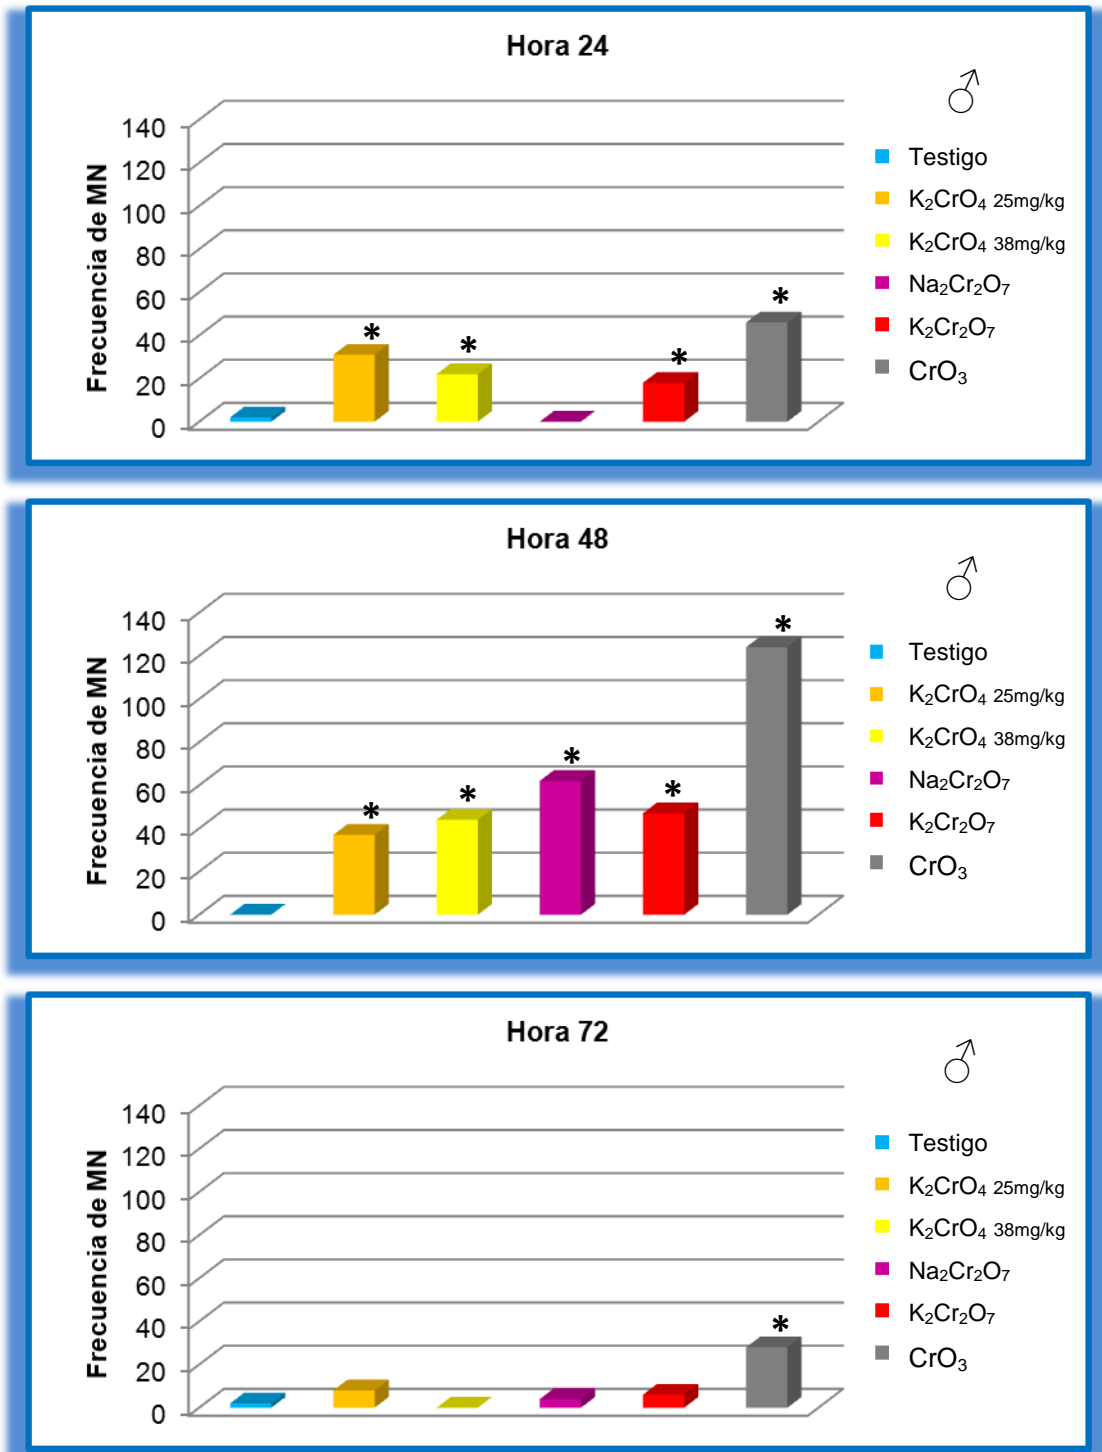 Hora 24
♂
140
120
100
80
60
40
20
0
Frecuencia de MN
* * * *
Testigo
K₂CrO₄ 25mg/kg
K₂CrO₄ 38mg/kg
Na₂Cr₂O₇
K₂Cr₂O₇
CrO₃
Hora 48
♂
140
120
100
80
60
40
20
0
Frecuencia de MN
* * * * *
Testigo
K₂CrO₄ 25mg/kg
K₂CrO₄ 38mg/kg
Na₂Cr₂O₇
K₂Cr₂O₇
CrO₃
Hora 72
♂
140
120
100
80
60
40
20
0
Frecuencia de MN
*
Testigo
K₂CrO₄ 25mg/kg
K₂CrO₄ 38mg/kg
Na₂Cr₂O₇
K₂Cr₂O₇
CrO₃